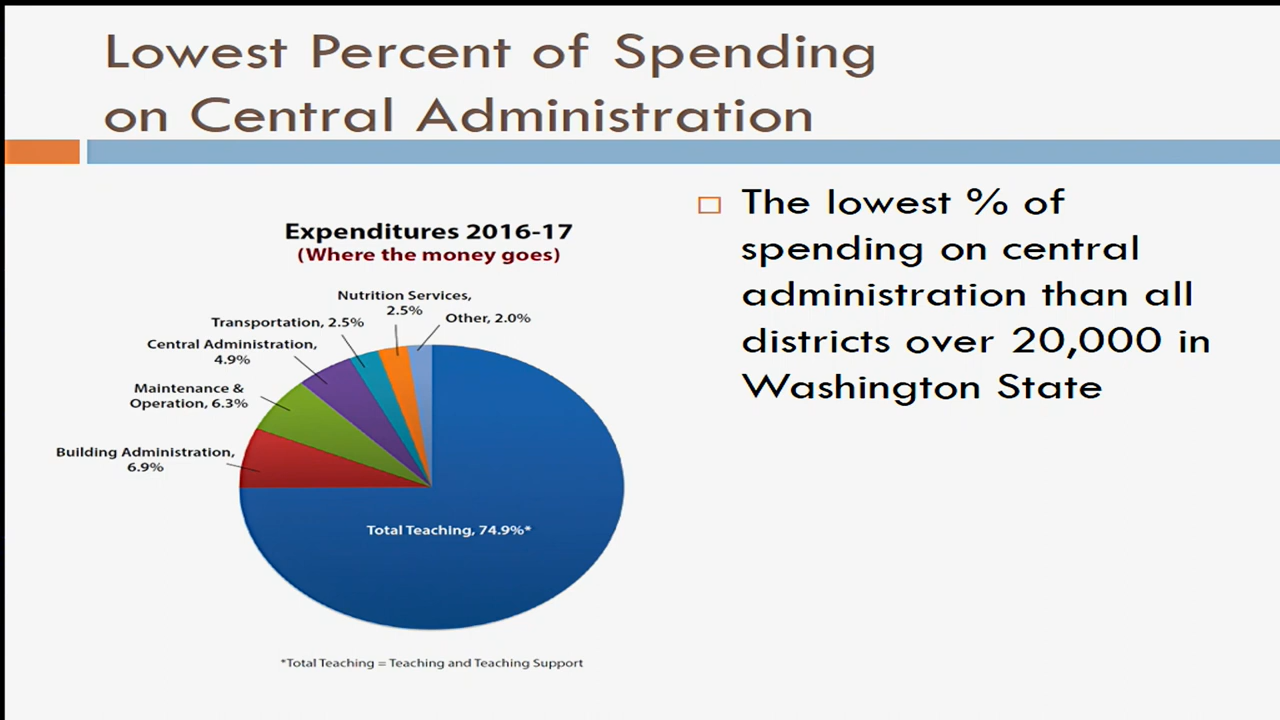 Lowest Percent of Spending
on Central Administration
The lowest % of
spending on central
administration than all
districts over 20,000 in
Washington State
Expenditures 2016-17
(Where the money goes)
Nutrition Services,
2.5%
Other, 2.0%
Transportation, 2.5%
Central Administration,
4.9%
Maintenance &
Operation, 6.3%
Building Administration,
6.9%
Total Teaching, 74.9%*
*Total Teaching = Teaching and Teaching Support